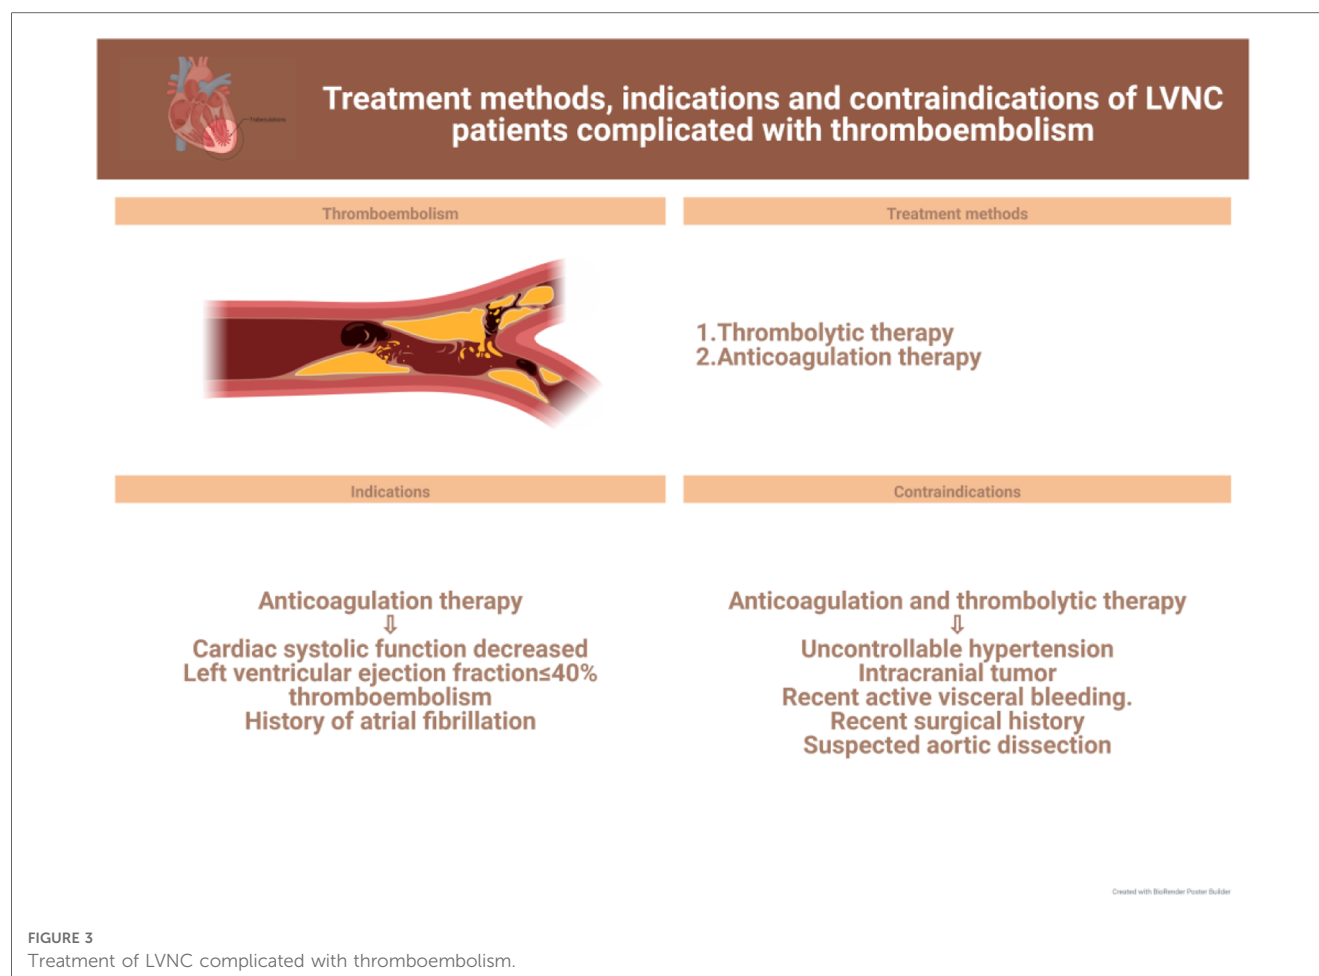 Treatment methods, indications and contraindications of LVNC
patients complicated with thromboembolism
Trabeculations
Thromboembolism
Treatment methods
1.Thrombolytic therapy
2.Anticoagulation therapy
Indications
Anticoagulation therapy
⇩
Cardiac systolic function decreased
Left ventricular ejection fraction≤40%
thromboembolism
History of atrial fibrillation
Contraindications
Anticoagulation and thrombolytic therapy
⇩
Uncontrollable hypertension
Intracranial tumor
Recent active visceral bleeding.
Recent surgical history
Suspected aortic dissection
Created with BioRender Poster Builder
FIGURE 3
Treatment of LVNC complicated with thromboembolism.